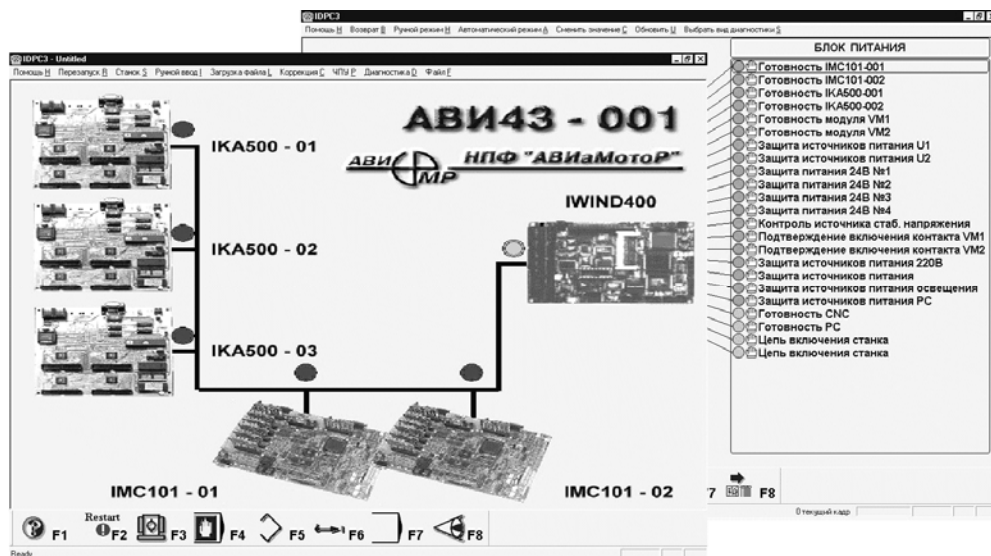 IDPC3
Помощь H Возврат B Ручной режим H Автоматический режим A Сменить значение C Обновить U Выбрать вид диагностики S
БЛОК ПИТАНИЯ
Готовность IMC101-001
Готовность IMC101-002
Готовность IKA500-001
Готовность IKA500-002
Готовность модуля VM1
Готовность модуля VM2
Защита источников питания U1
Защита источников питания U2
Защита питания 24В №1
Защита питания 24В №2
Защита питания 24В №3
Защита питания 24В №4
Контроль источника стаб. напряжения
Подтверждение включения контакта VM1
Подтверждение включения контакта VM2
Защита источников питания 220В
Защита источников питания
Защита источников питания освещения
Защита источников питания PC
Готовность CNC
Готовность PC
Цепь включения станка
Цепь включения станка
7 F8
0 текущий кадр
IDPC3 - Untitled
Помощь H Перезапуск R Станок S Ручной ввод I Загрузка файла L Коррекция C ЧПУ P Диагностика D Файл F
АВИ43 - 001
АВИ МР НПФ "АВИаМотоР"
IKA500 - 01
IWIND400
IKA500 - 02
IKA500 - 03
IMC101 - 01
IMC101 - 02
F1 Restart F2 F3 F4 F5 F6 F7 F8
Ready